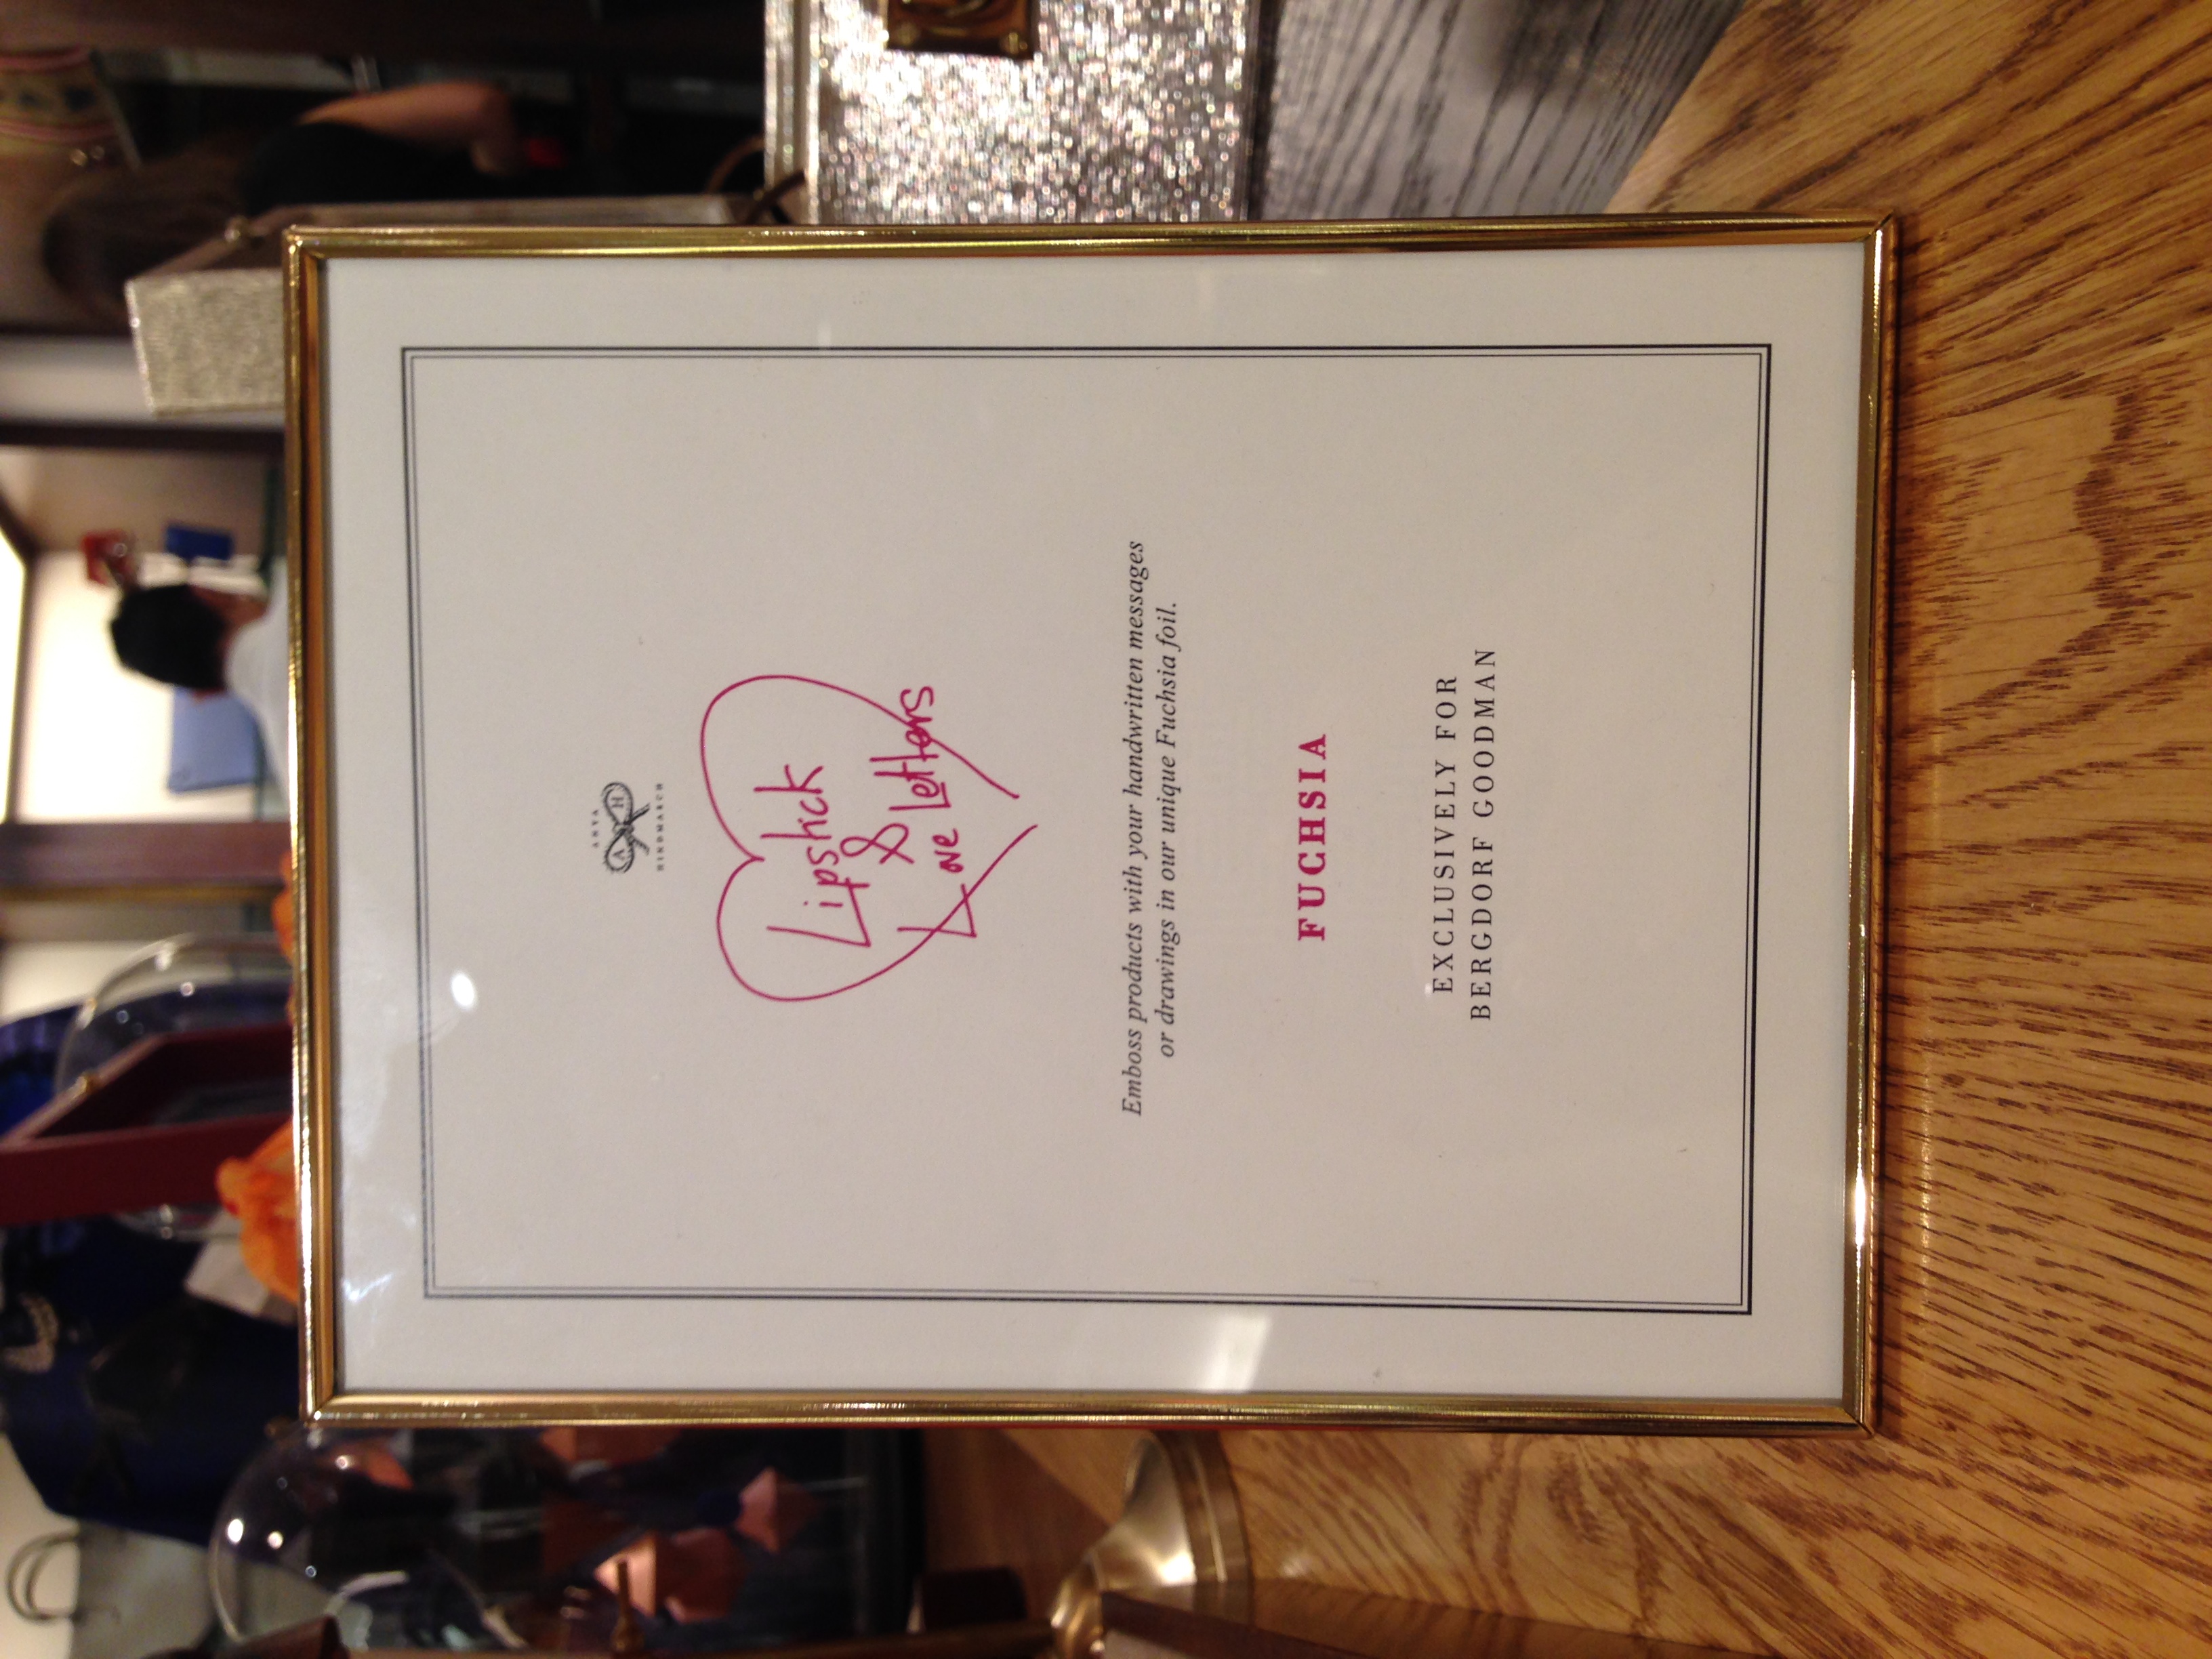 ANYA
A H
HINDMARCH
Lipstick
&
Love Letters
Emboss products with your handwritten messages
or drawings in our unique Fuchsia foil.
FUCHSIA
EXCLUSIVELY FOR
BERGDORF GOODMAN